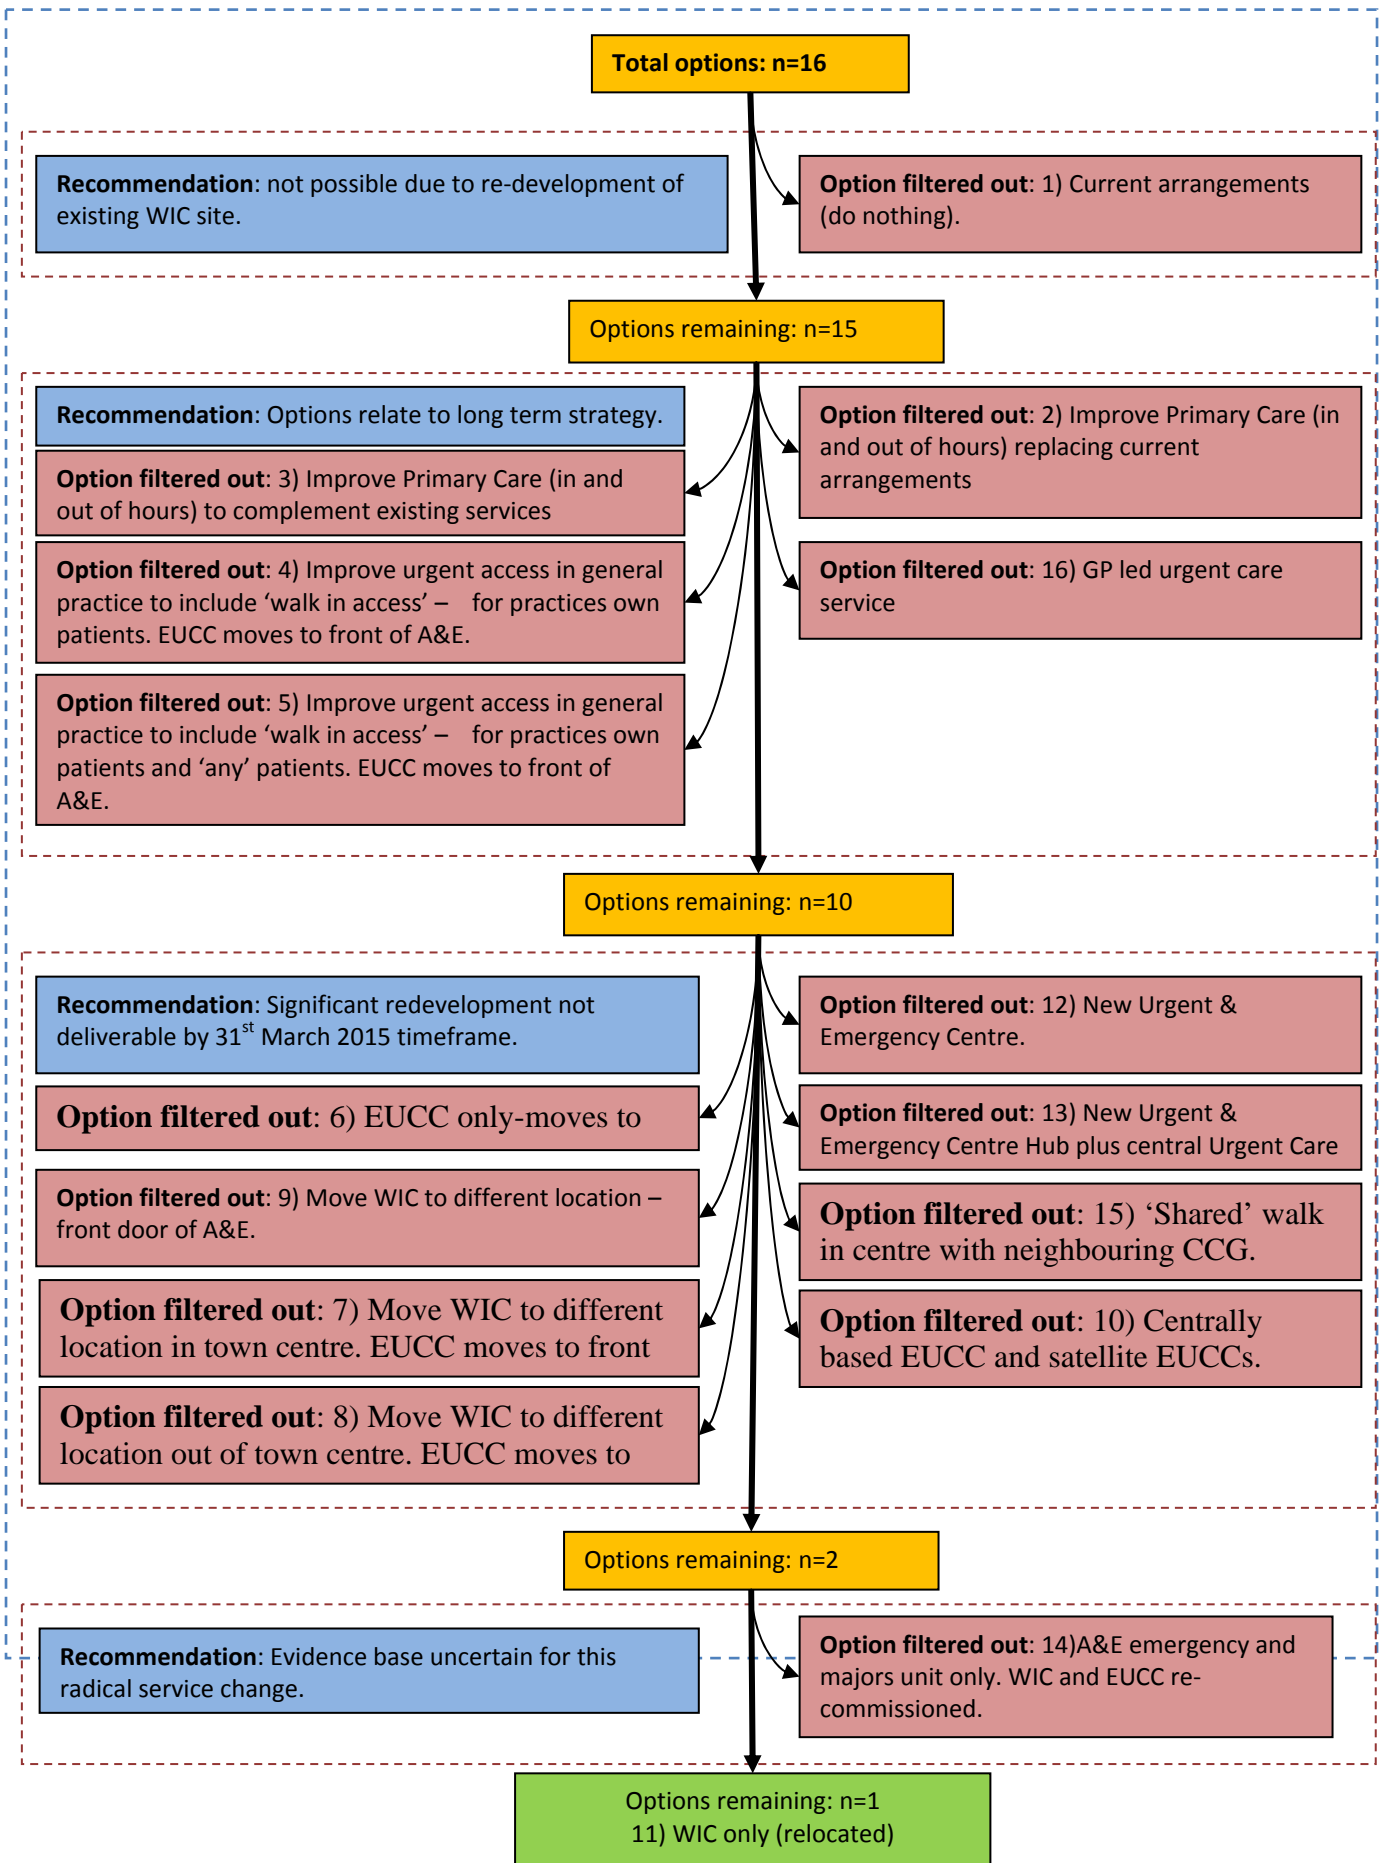 Total options: n=16
Recommendation: not possible due to re-development of
existing WIC site.
Option filtered out: 1) Current arrangements
(do nothing).
Options remaining: n=15
Recommendation: Options relate to long term strategy.
Option filtered out: 2) Improve Primary Care (in
and out of hours) replacing current
arrangements
Option filtered out: 3) Improve Primary Care (in and
out of hours) to complement existing services
Option filtered out: 4) Improve urgent access in general
practice to include ‘walk in access’ – for practices own
patients. EUCC moves to front of A&E.
Option filtered out: 16) GP led urgent care
service
Option filtered out: 5) Improve urgent access in general
practice to include ‘walk in access’ – for practices own
patients and ‘any’ patients. EUCC moves to front of
A&E.
Options remaining: n=10
Recommendation: Significant redevelopment not
deliverable by 31st March 2015 timeframe.
Option filtered out: 12) New Urgent &
Emergency Centre.
Option filtered out: 6) EUCC only-moves to
Option filtered out: 13) New Urgent &
Emergency Centre Hub plus central Urgent Care
Option filtered out: 9) Move WIC to different location –
front door of A&E.
Option filtered out: 15) ‘Shared’ walk
in centre with neighbouring CCG.
Option filtered out: 7) Move WIC to different
location in town centre. EUCC moves to front
Option filtered out: 10) Centrally
based EUCC and satellite EUCCs.
Option filtered out: 8) Move WIC to different
location out of town centre. EUCC moves to
Options remaining: n=2
Recommendation: Evidence base uncertain for this
radical service change.
Option filtered out: 14)A&E emergency and
majors unit only. WIC and EUCC re-
commissioned.
Options remaining: n=1
11) WIC only (relocated)